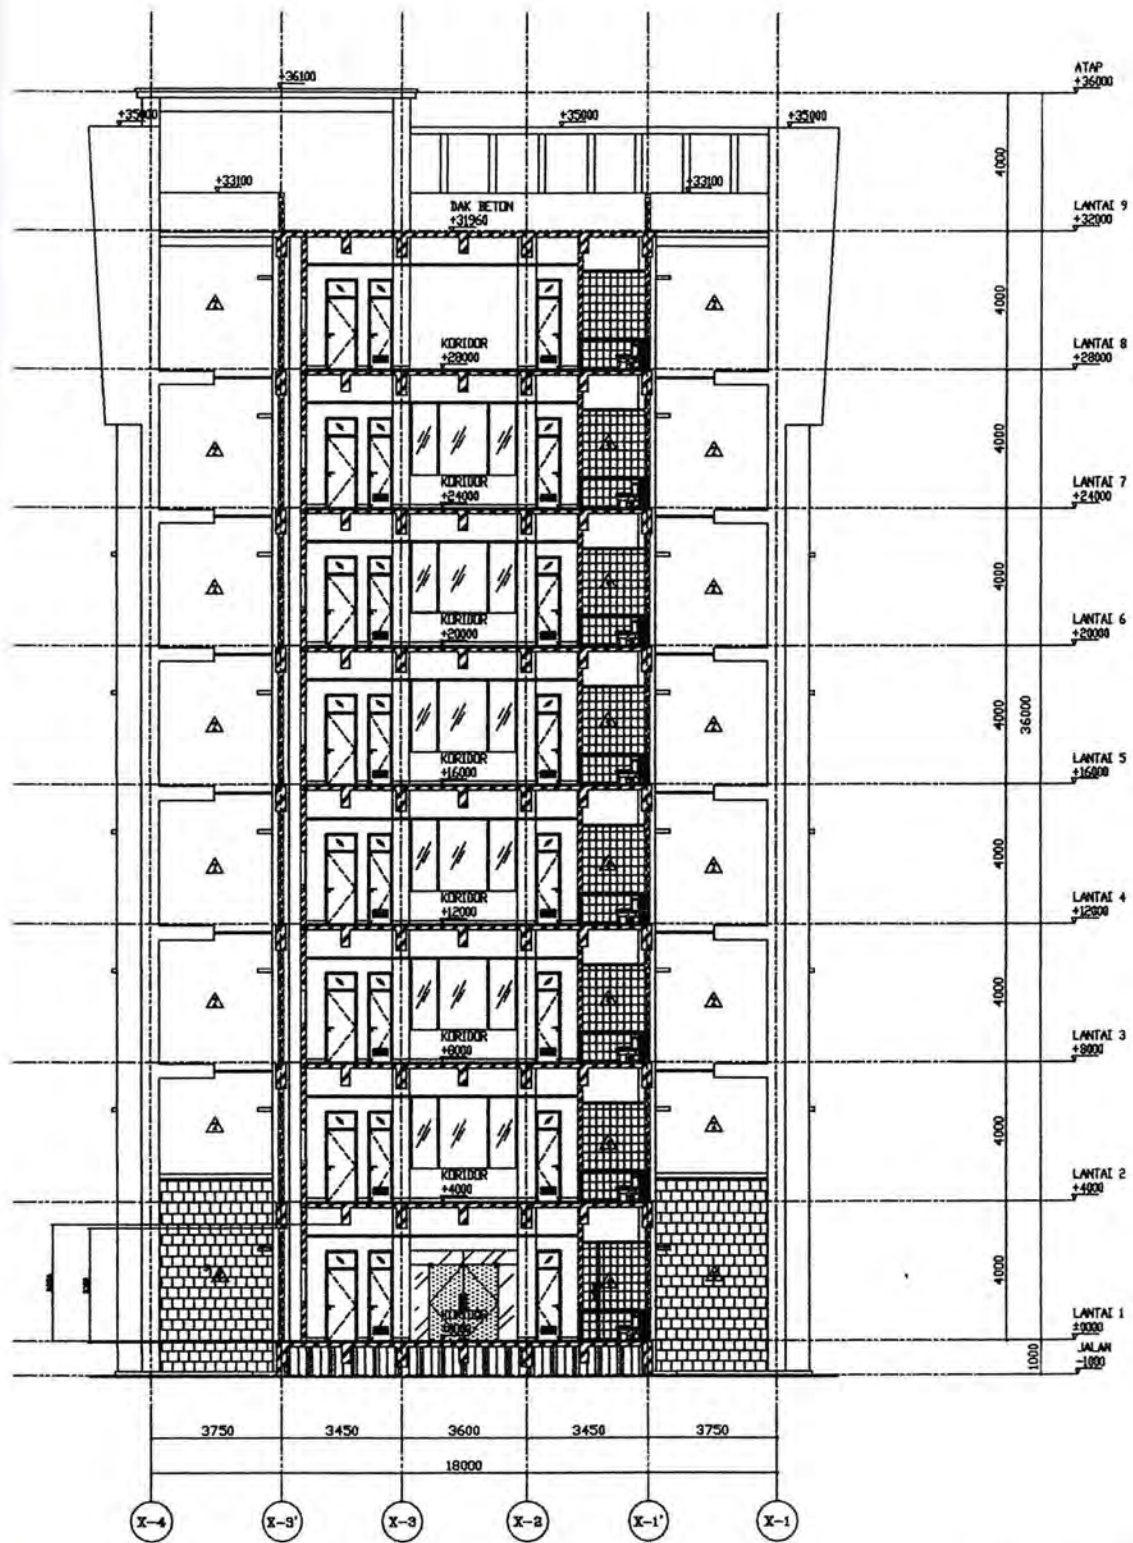 ATAP
+36000
+36100
+35000
+35000
+35000
+33100
+33100
4000
DAK BETON
+31960
LANTAI 9
+32000
4000
KORIDOR
+28000
LANTAI 8
+28000
4000
KORIDOR
+24000
LANTAI 7
+24000
4000
KORIDOR
+20000
LANTAI 6
+20000
4000
36000
KORIDOR
+16000
LANTAI 5
+16000
4000
KORIDOR
+12000
LANTAI 4
+12000
4000
KORIDOR
+8000
LANTAI 3
+8000
4000
KORIDOR
+4000
LANTAI 2
+4000
4000
KORIDOR
LANTAI 1
±0000
JALAN
-1000
1000
3750
3450
3600
3450
3750
18000
X-4
X-3'
X-3
X-2
X-1'
X-1